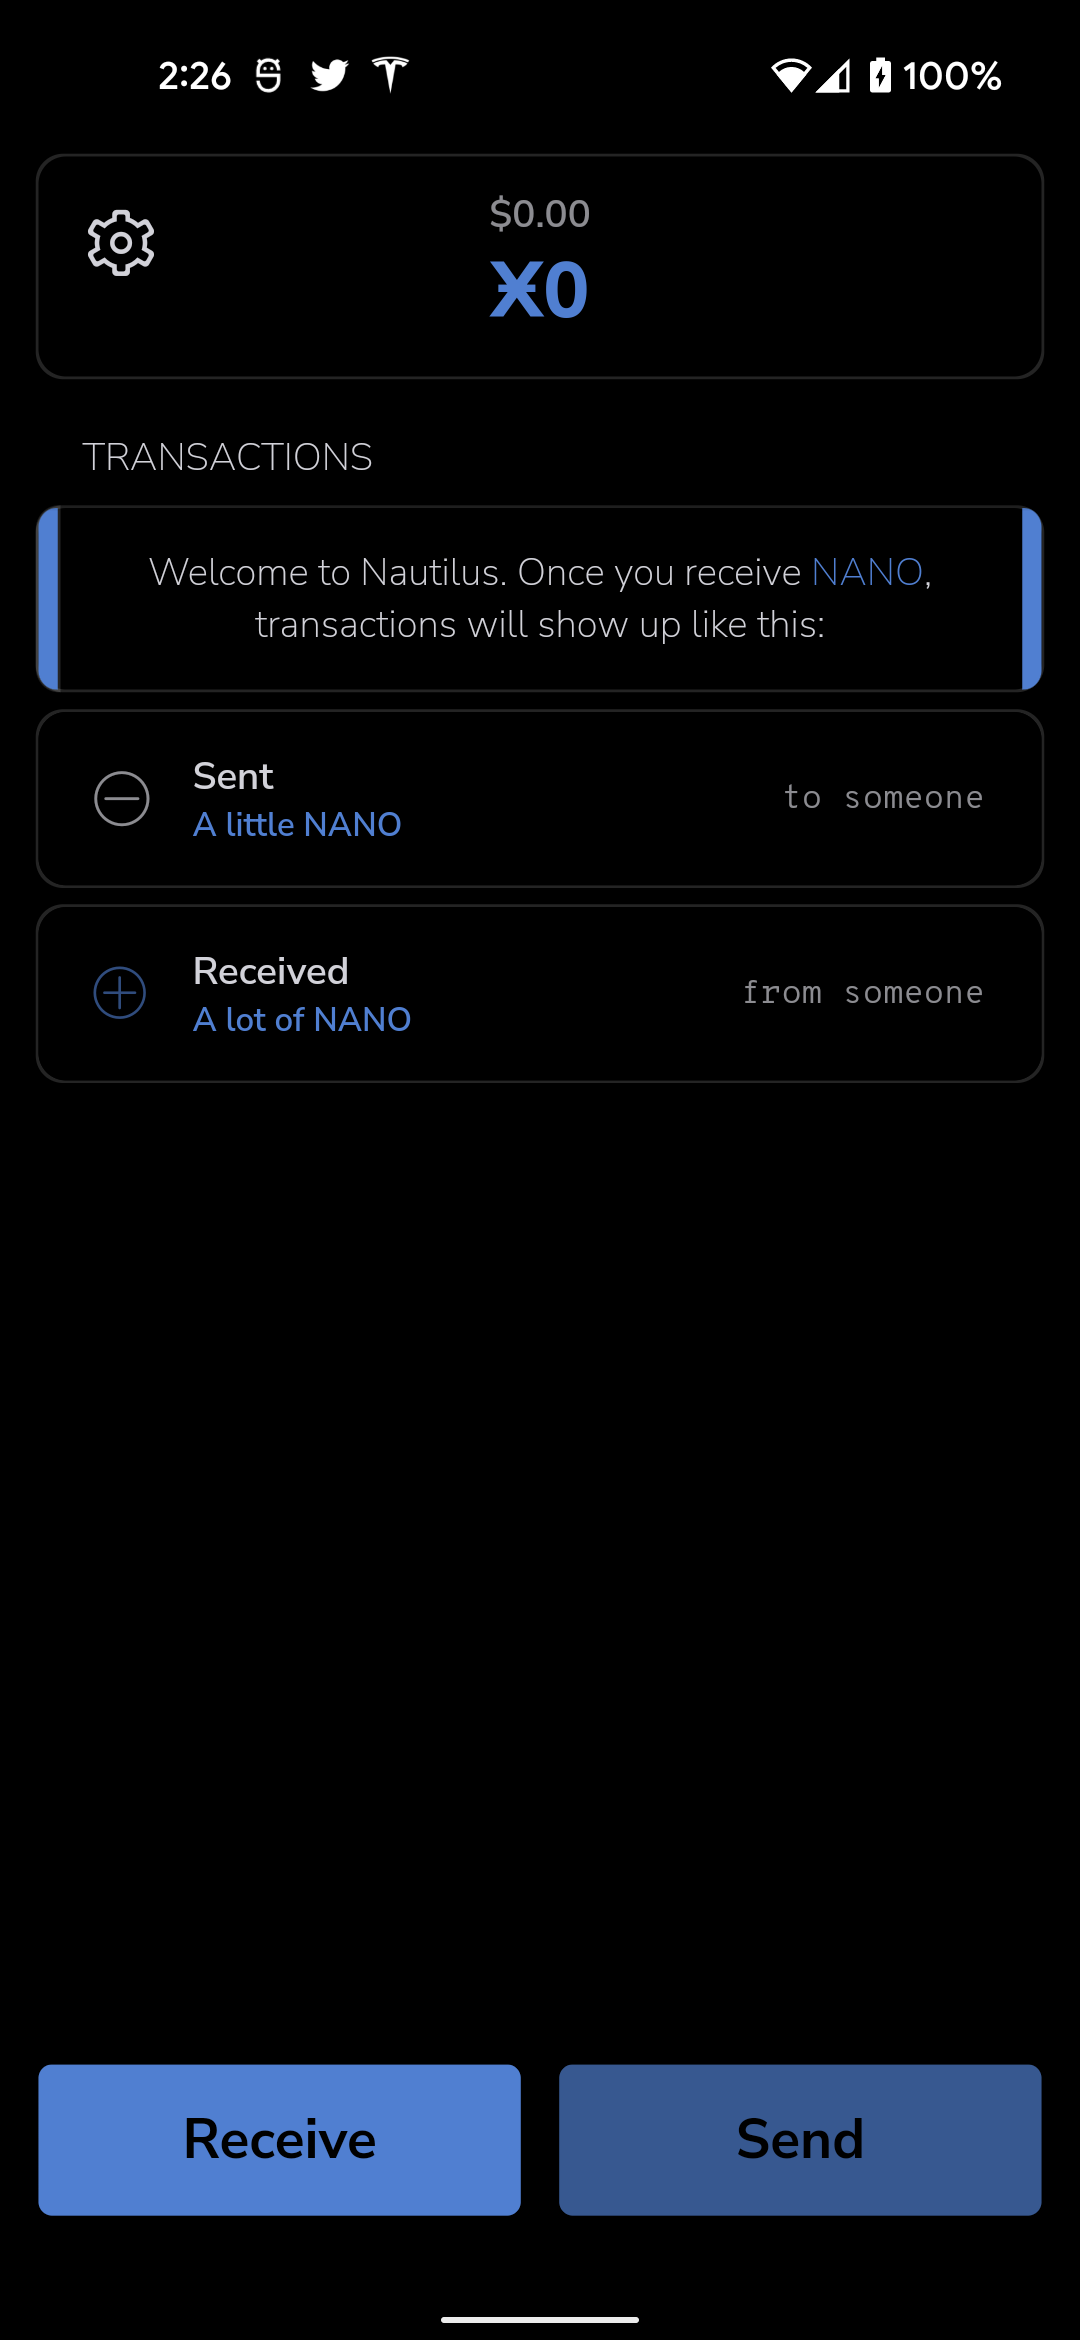 2:26 100%
$0.00
Ӿ0
TRANSACTIONS
Welcome to Nautilus. Once you receive NANO,
transactions will show up like this:
Sent
A little NANO
to someone
Received
A lot of NANO
from someone
Receive
Send